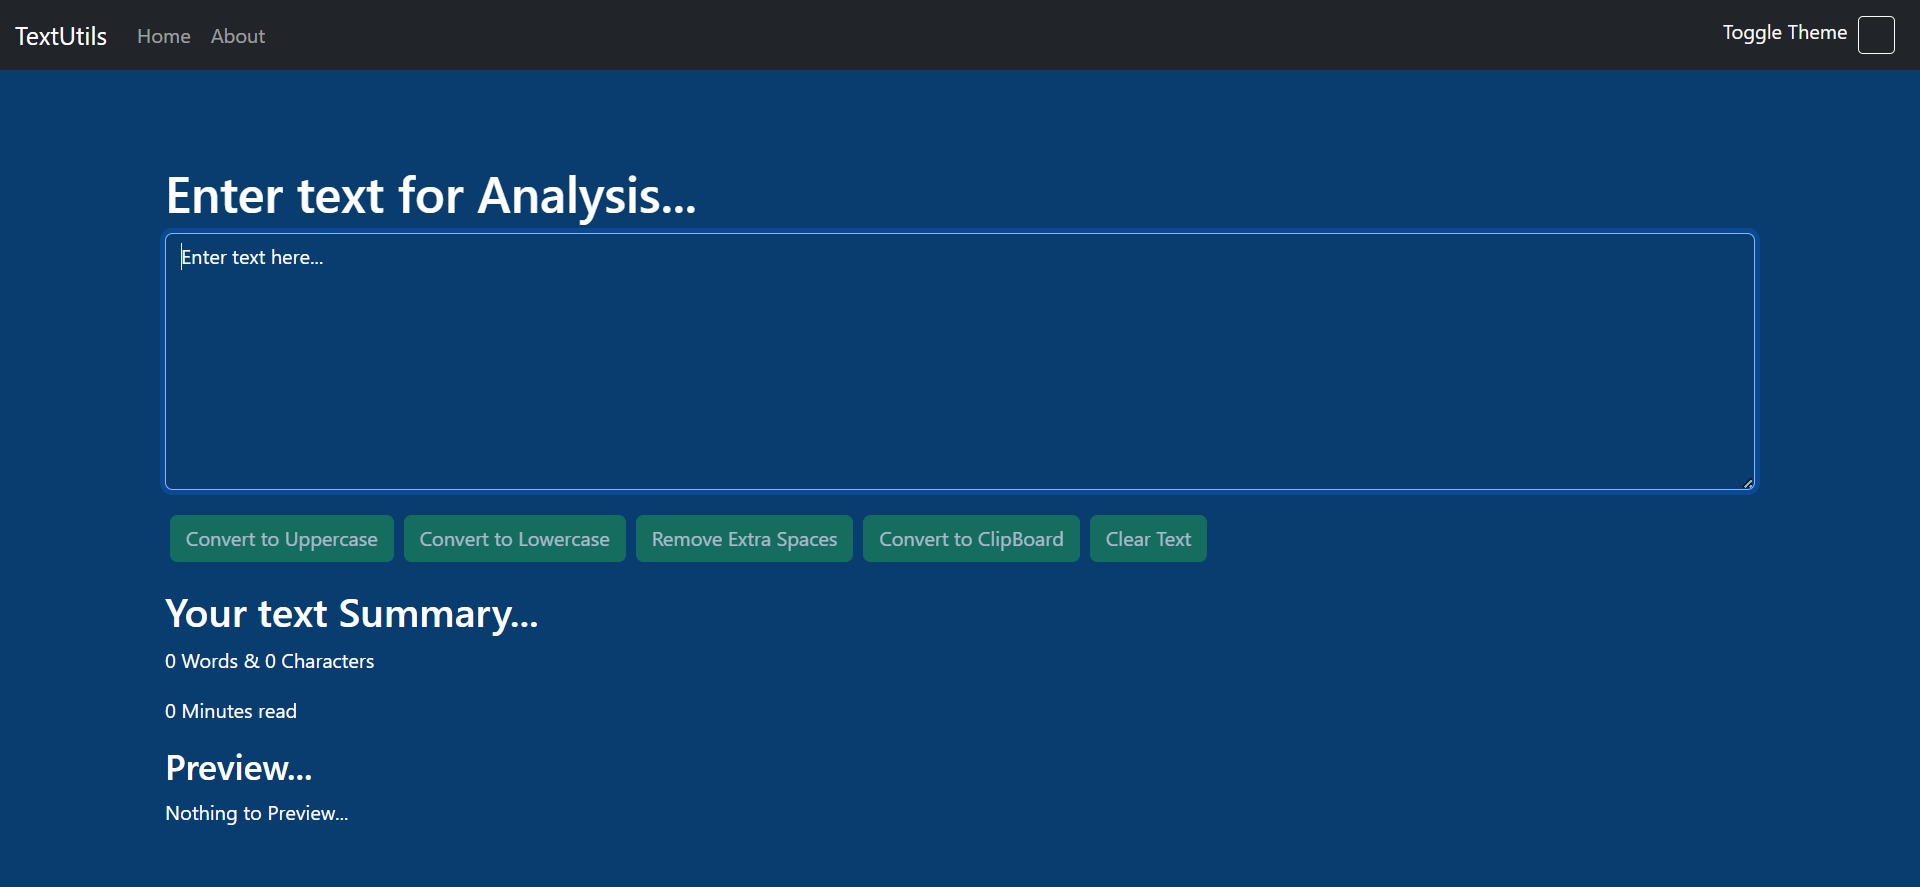 TextUtils Home About Toggle Theme
Enter text for Analysis...
Enter text here...
Convert to Uppercase Convert to Lowercase Remove Extra Spaces Convert to ClipBoard Clear Text
Your text Summary...
0 Words & 0 Characters
0 Minutes read
Preview...
Nothing to Preview...